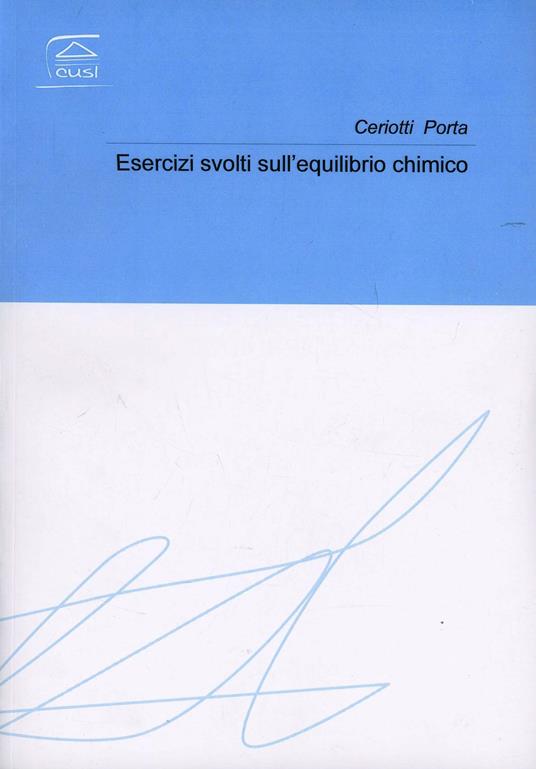 cusl
Ceriotti Porta
Esercizi svolti sull'equilibrio chimico